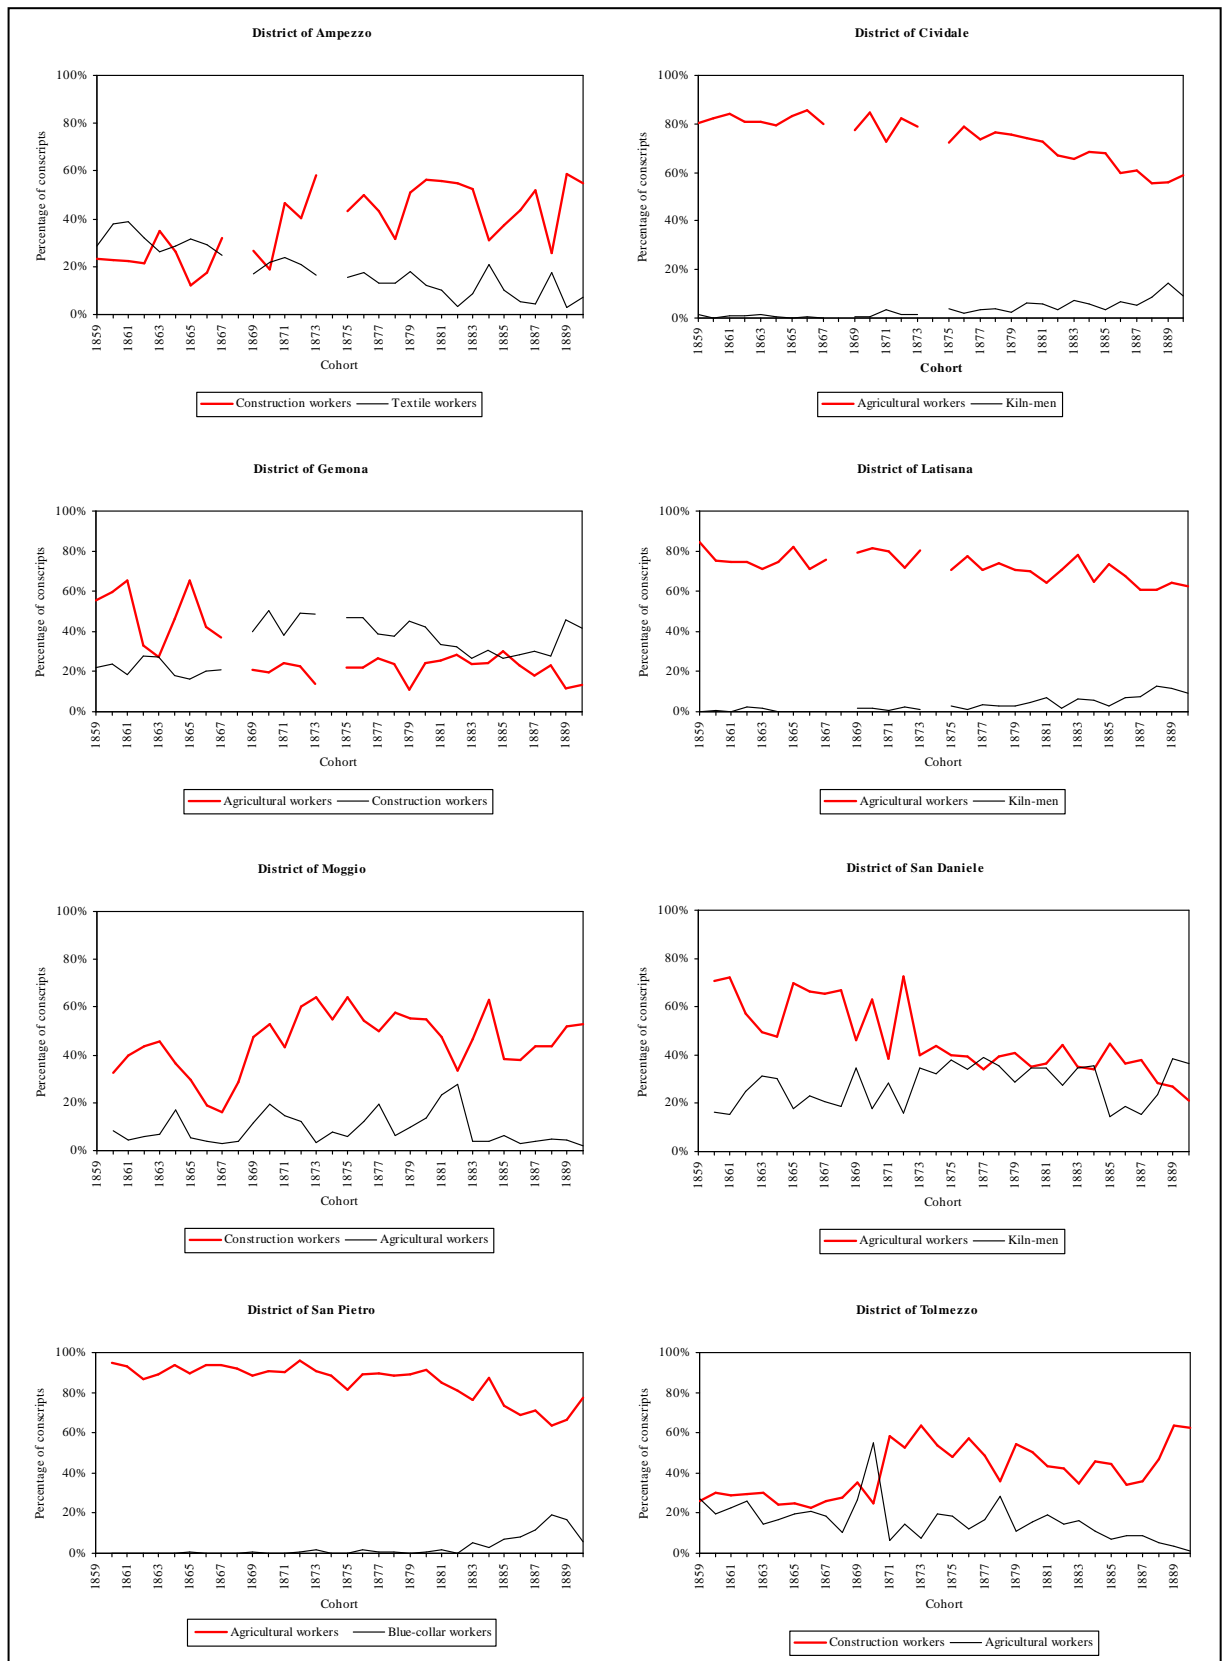 District of Ampezzo
Percentage of conscripts
100%
80%
60%
40%
20%
0%
1859 1861 1863 1865 1867 1869 1871 1873 1875 1877 1879 1881 1883 1885 1887 1889
Cohort
Construction workers Textile workers
District of Cividale
Percentage of conscripts
100%
80%
60%
40%
20%
0%
1859 1861 1863 1865 1867 1869 1871 1873 1875 1877 1879 1881 1883 1885 1887 1889
Cohort
Agricultural workers Kiln-men
District of Gemona
Percentage of conscripts
100%
80%
60%
40%
20%
0%
1859 1861 1863 1865 1867 1869 1871 1873 1875 1877 1879 1881 1883 1885 1887 1889
Cohort
Agricultural workers Construction workers
District of Latisana
Percentage of conscripts
100%
80%
60%
40%
20%
0%
1859 1861 1863 1865 1867 1869 1871 1873 1875 1877 1879 1881 1883 1885 1887 1889
Cohort
Agricultural workers Kiln-men
District of Moggio
Percentage of conscripts
100%
80%
60%
40%
20%
0%
1859 1861 1863 1865 1867 1869 1871 1873 1875 1877 1879 1881 1883 1885 1887 1889
Cohort
Construction workers Agricultural workers
District of San Daniele
Percentage of conscripts
100%
80%
60%
40%
20%
0%
1859 1861 1863 1865 1867 1869 1871 1873 1875 1877 1879 1881 1883 1885 1887 1889
Cohort
Agricultural workers Kiln-men
District of San Pietro
Percentage of conscripts
100%
80%
60%
40%
20%
0%
1859 1861 1863 1865 1867 1869 1871 1873 1875 1877 1879 1881 1883 1885 1887 1889
Cohort
Agricultural workers Blue-collar workers
District of Tolmezzo
Percentage of conscripts
100%
80%
60%
40%
20%
0%
1859 1861 1863 1865 1867 1869 1871 1873 1875 1877 1879 1881 1883 1885 1887 1889
Cohort
Construction workers Agricultural workers